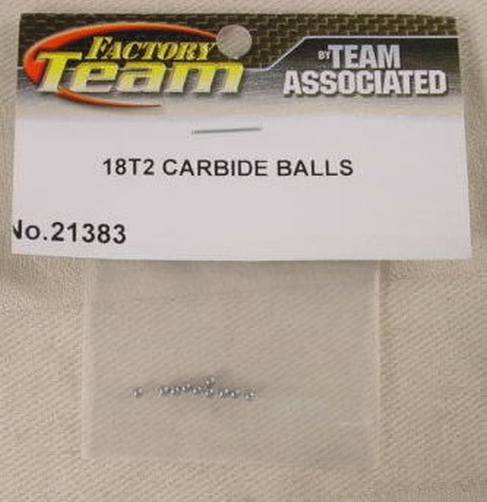 FACTORY
Team
BY TEAM
ASSOCIATED
18T2 CARBIDE BALLS
No.21383